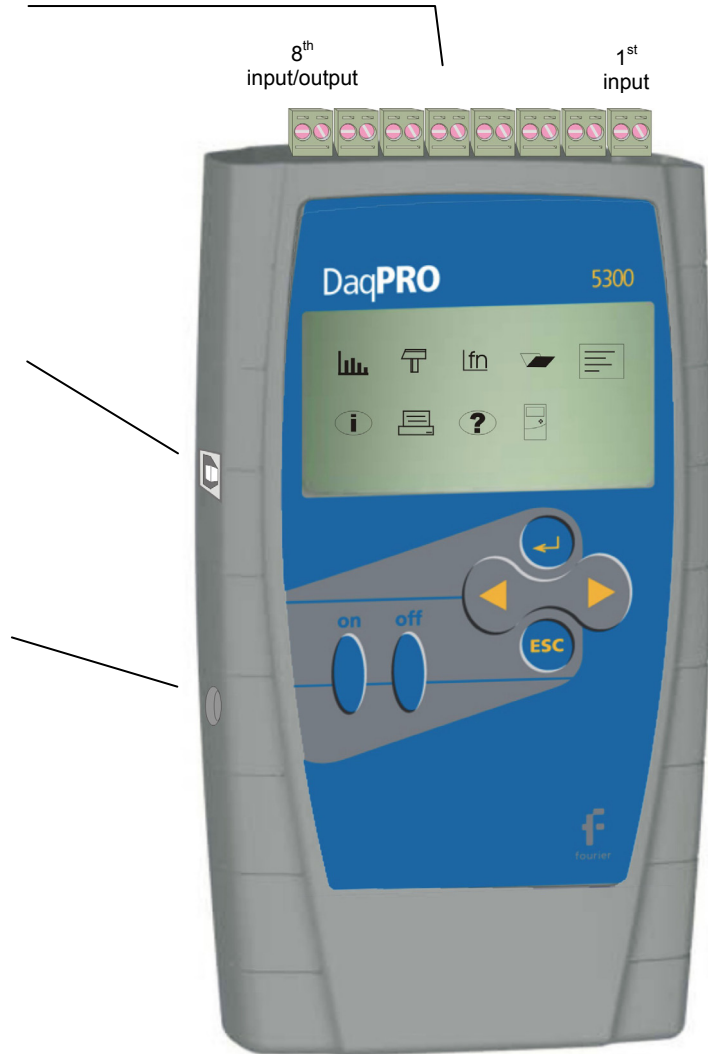 8th
input/output
1st
input
DaqPRO
5300
fn
i
?
on
off
ESC
fourier